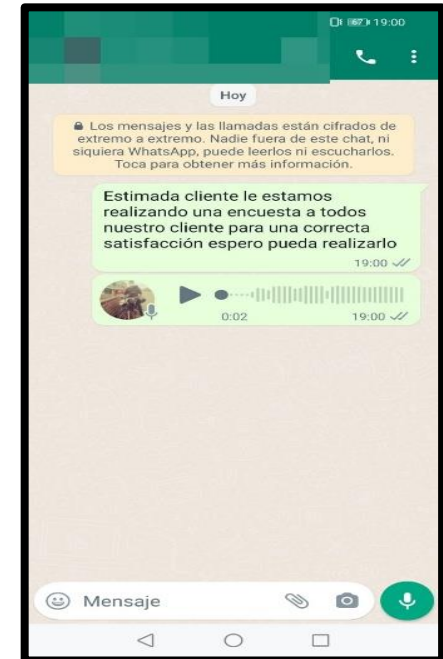 67 19:00
Hoy
Los mensajes y las llamadas están cifrados de
extremo a extremo. Nadie fuera de este chat, ni
siquiera WhatsApp, puede leerlos ni escucharlos.
Toca para obtener más información.
Estimada cliente le estamos
realizando una encuesta a todos
nuestro cliente para una correcta
satisfacción espero pueda realizarlo
19:00
0:02 19:00
Mensaje